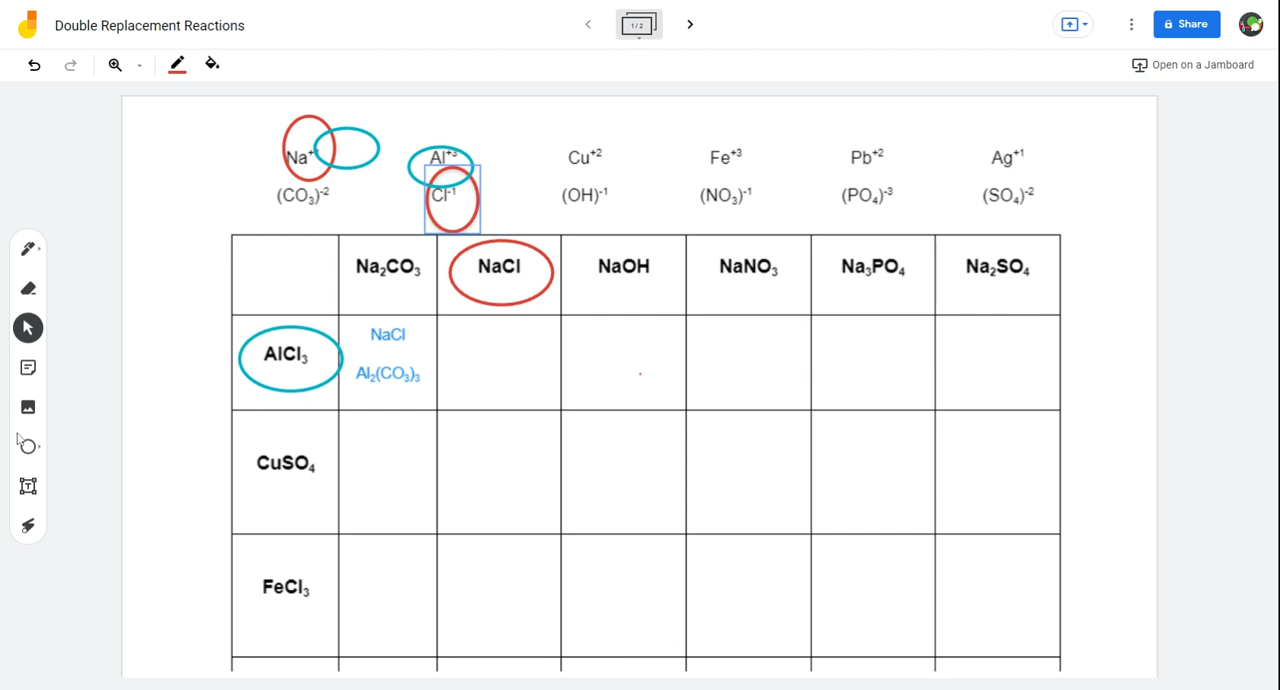 Double Replacement Reactions
1 / 2
Share
Open on a Jamboard
Na⁺¹ Al⁺³ Cu⁺² Fe⁺³ Pb⁺² Ag⁺¹
(CO₃)⁻² Cl⁻¹ (OH)⁻¹ (NO₃)⁻¹ (PO₄)⁻³ (SO₄)⁻²
Na₂CO₃ NaCl NaOH NaNO₃ Na₃PO₄ Na₂SO₄
AlCl₃ NaCl
Al₂(CO₃)₃
CuSO₄
FeCl₃